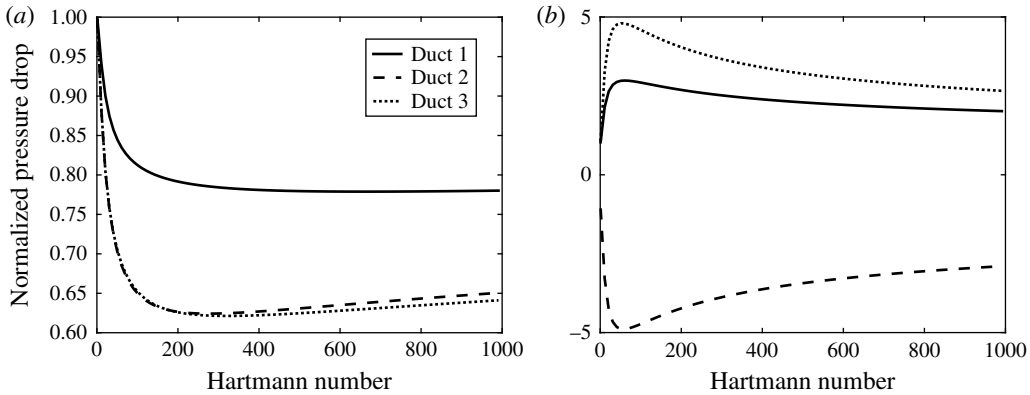 (a)
Normalized pressure drop
1.00
0.95
0.90
0.85
0.80
0.75
0.70
0.65
0.60
0 200 400 600 800 1000
Hartmann number
Duct 1
Duct 2
Duct 3
(b)
5
0
−5
0 200 400 600 800 1000
Hartmann number